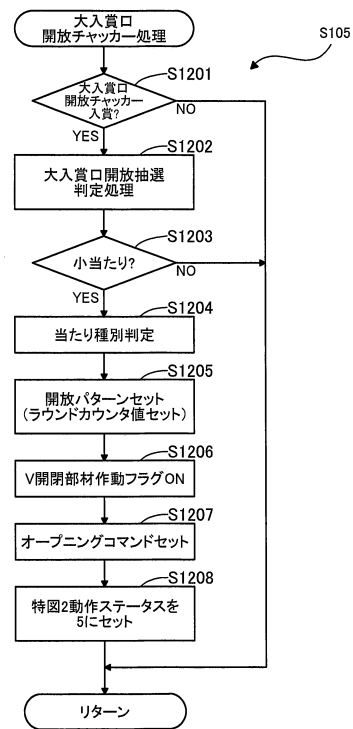 大入賞口
開放チャッカー処理
S105
S1201
大入賞口
開放チャッカー
入賞?
NO
YES
S1202
大入賞口開放抽選
判定処理
S1203
小当たり?
NO
YES
S1204
当たり種別判定
S1205
開放パターンセット
(ラウンドカウンタ値セット)
S1206
V開閉部材作動フラグON
S1207
オープニングコマンドセット
S1208
特図2動作ステータスを
5にセット
リターン